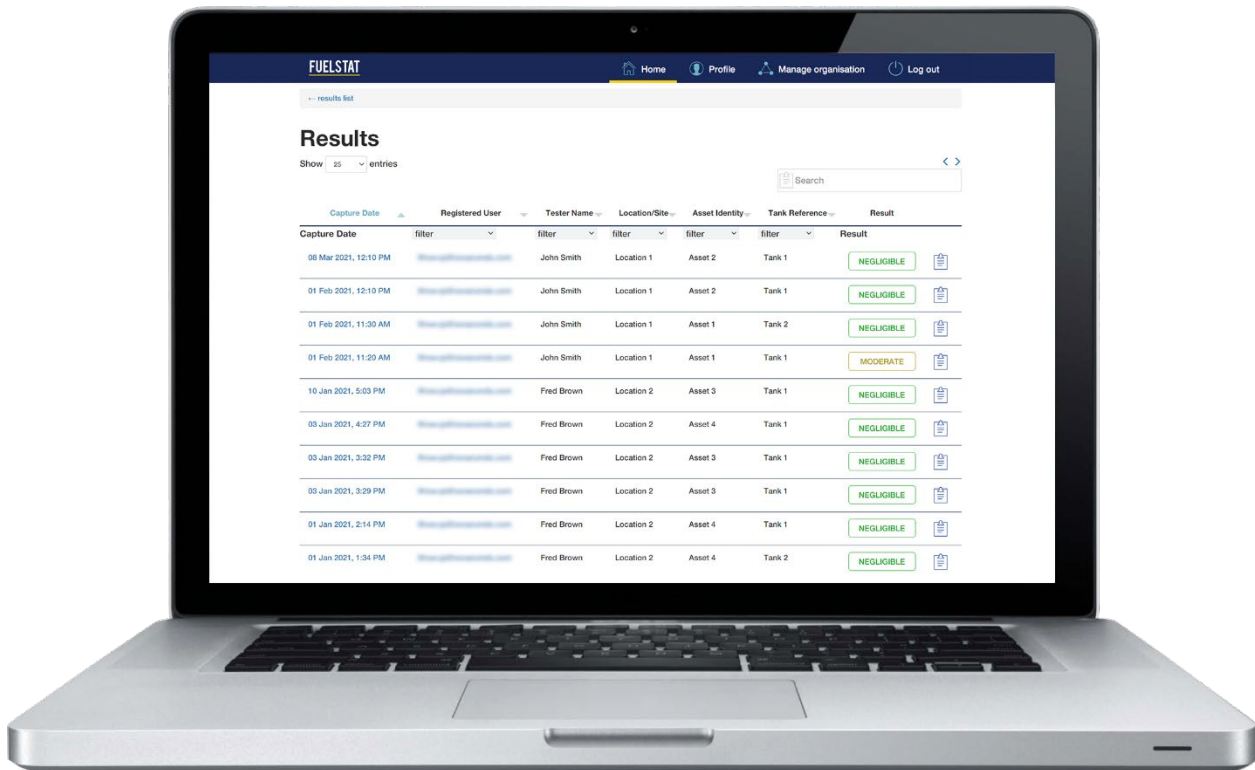 FUELSTAT Home Profile Manage organisation Log out
← results list
Results
Show 25 entries
< >
Search
Capture Date Registered User Tester Name Location/Site Asset Identity Tank Reference Result
Capture Date filter filter filter filter filter Result
08 Mar 2021, 12:10 PM John Smith Location 1 Asset 2 Tank 1 NEGLIGIBLE
01 Feb 2021, 12:10 PM John Smith Location 1 Asset 2 Tank 1 NEGLIGIBLE
01 Feb 2021, 11:30 AM John Smith Location 1 Asset 1 Tank 2 NEGLIGIBLE
01 Feb 2021, 11:20 AM John Smith Location 1 Asset 1 Tank 1 MODERATE
10 Jan 2021, 5:03 PM Fred Brown Location 2 Asset 3 Tank 1 NEGLIGIBLE
03 Jan 2021, 4:27 PM Fred Brown Location 2 Asset 4 Tank 1 NEGLIGIBLE
03 Jan 2021, 3:32 PM Fred Brown Location 2 Asset 3 Tank 1 NEGLIGIBLE
03 Jan 2021, 3:29 PM Fred Brown Location 2 Asset 3 Tank 1 NEGLIGIBLE
01 Jan 2021, 2:14 PM Fred Brown Location 2 Asset 4 Tank 1 NEGLIGIBLE
01 Jan 2021, 1:34 PM Fred Brown Location 2 Asset 4 Tank 2 NEGLIGIBLE